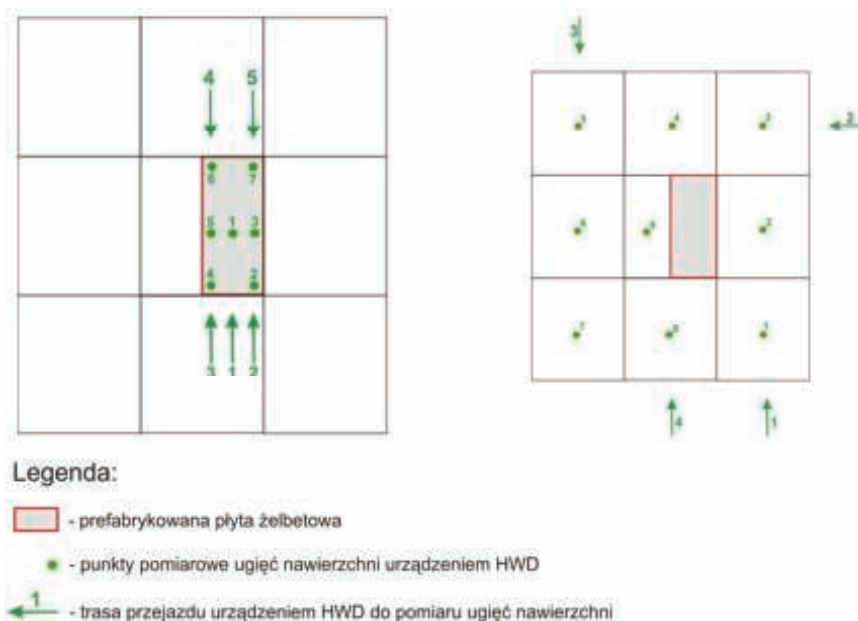 4 5
6 7
5 1 3
4 2
3 1 2
3
2
4
1
Legenda:
- prefabrykowana płyta żelbetowa
- punkty pomiarowe ugięć nawierzchni urządzeniem HWD
1
- trasa przejazdu urządzeniem HWD do pomiaru ugięć nawierzchni